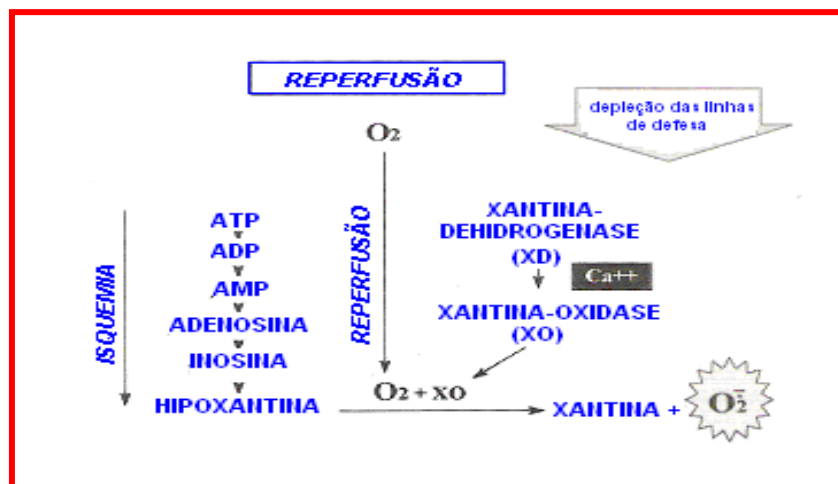 REPERFUSÃO
depleção das linhas
de defesa
O₂
ISQUEMIA
ATP
ADP
AMP
ADENOSINA
INOSINA
HIPOXANTINA
REPERFUSÃO
XANTINA-
DEHIDROGENASE
(XD)
Ca++
XANTINA-OXIDASE
(XO)
O₂ + XO
XANTINA + O₂⁻